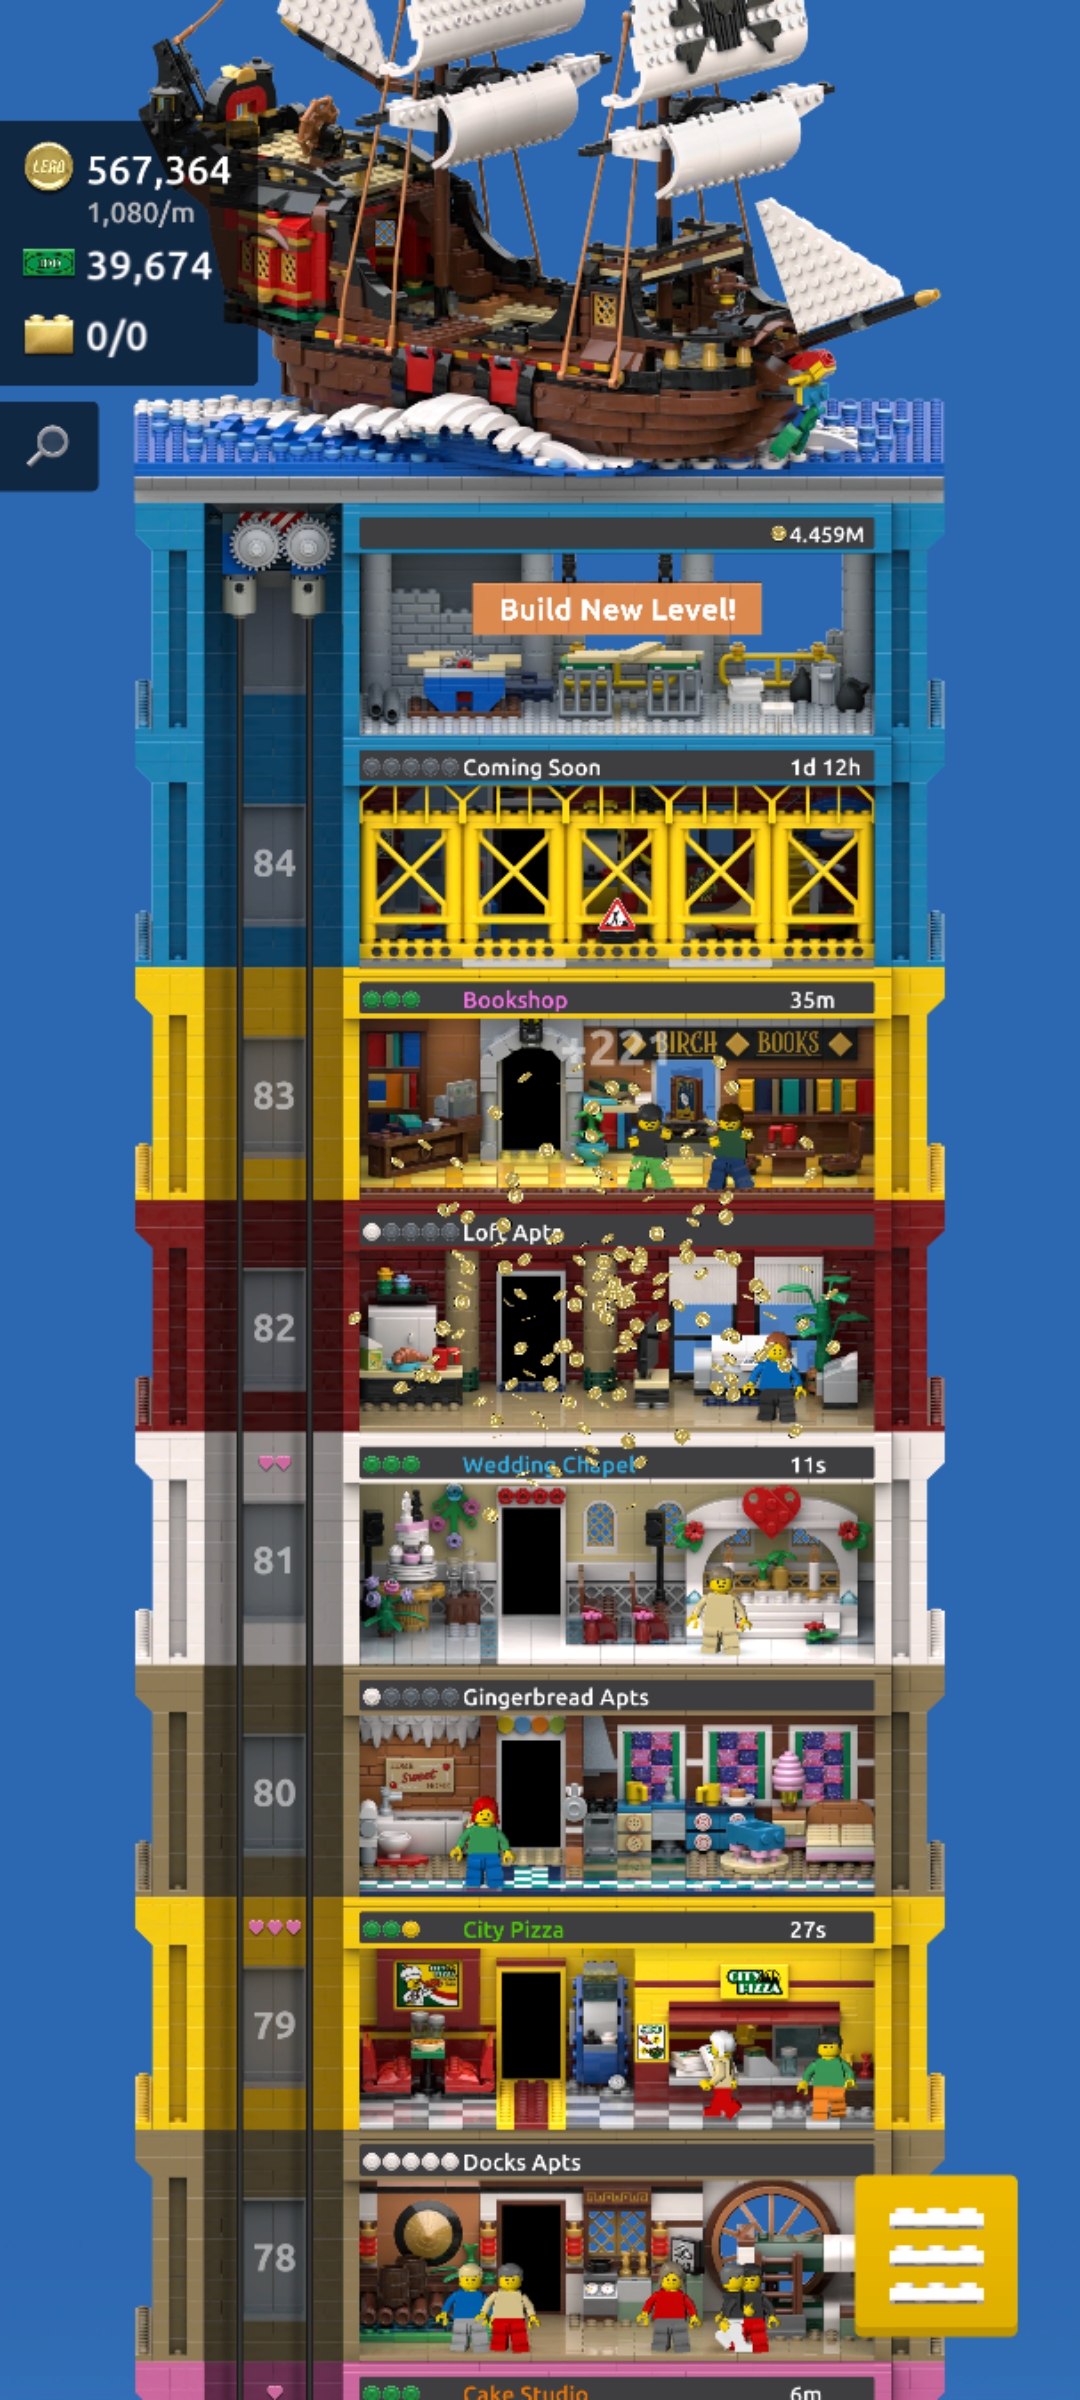 LEGO
567,364
1,080/m
39,674
0/0
4.459M
Build New Level!
Coming Soon
1d 12h
84
Bookshop
35m
+221
BIRCH BOOKS
83
Loft Apts
82
Wedding Chapel
11s
81
Gingerbread Apts
Sweet
80
City Pizza
27s
CITY PIZZA
79
Docks Apts
78
Cake Studio
6m